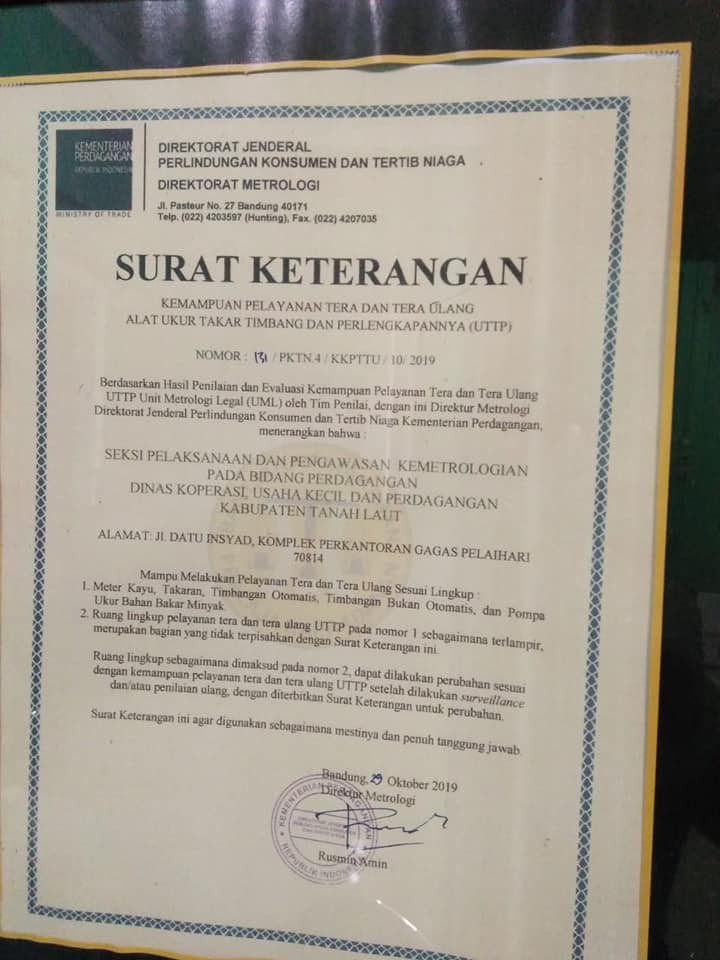 KEMENTERIAN
PERDAGANGAN
REPUBLIK INDONESIA
MINISTRY OF TRADE
DIREKTORAT JENDERAL
PERLINDUNGAN KONSUMEN DAN TERTIB NIAGA
DIREKTORAT METROLOGI
Jl. Pasteur No. 27 Bandung 40171
Telp. (022) 4203597 (Hunting), Fax. (022) 4207035
SURAT KETERANGAN
KEMAMPUAN PELAYANAN TERA DAN TERA ULANG
ALAT UKUR TAKAR TIMBANG DAN PERLENGKAPANNYA (UTTP)
NOMOR : 131 / PKTN.4 / KKPTTU / 10/ 2019
Berdasarkan Hasil Penilaian dan Evaluasi Kemampuan Pelayanan Tera dan Tera Ulang
UTTP Unit Metrologi Legal (UML) oleh Tim Penilai, dengan ini Direktur Metrologi
Direktorat Jenderal Perlindungan Konsumen dan Tertib Niaga Kementerian Perdagangan,
menerangkan bahwa :
SEKSI PELAKSANAAN DAN PENGAWASAN KEMETROLOGIAN
PADA BIDANG PERDAGANGAN
DINAS KOPERASI, USAHA KECIL DAN PERDAGANGAN
KABUPATEN TANAH LAUT
ALAMAT: Jl. DATU INSYAD, KOMPLEK PERKANTORAN GAGAS PELAIHARI
70814
Mampu Melakukan Pelayanan Tera dan Tera Ulang Sesuai Lingkup :
1. Meter Kayu, Takaran, Timbangan Otomatis, Timbangan Bukan Otomatis, dan Pompa
Ukur Bahan Bakar Minyak.
2. Ruang lingkup pelayanan tera dan tera ulang UTTP pada nomor 1 sebagaimana terlampir,
merupakan bagian yang tidak terpisahkan dengan Surat Keterangan ini.
Ruang lingkup sebagaimana dimaksud pada nomor 2, dapat dilakukan perubahan sesuai
dengan kemampuan pelayanan tera dan tera ulang UTTP setelah dilakukan surveillance
dan/atau penilaian ulang, dengan diterbitkan Surat Keterangan untuk perubahan.
Surat Keterangan ini agar digunakan sebagaimana mestinya dan penuh tanggung jawab.
Bandung, 29 Oktober 2019
Direktur Metrologi
KEMENTERIAN PERDAGANGAN
REPUBLIK INDONESIA
Rusmin Amin